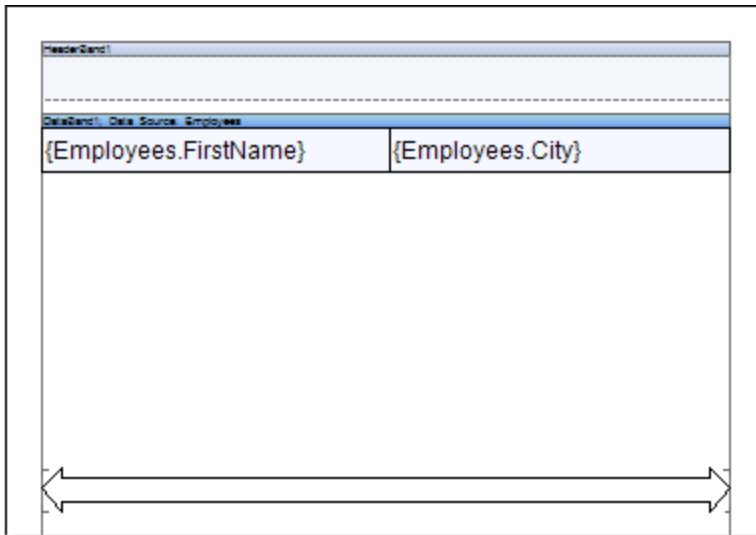 HeaderBand1
DataBand1; Data Source: Employees
{Employees.FirstName} {Employees.City}